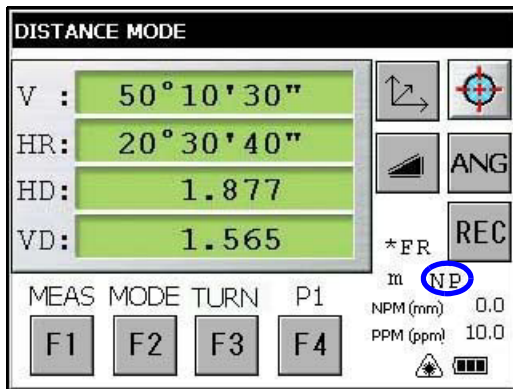 DISTANCE MODE
V : 50°10'30"
HR: 20°30'40"
HD: 1.877
VD: 1.565
ANG
REC
*FR
m NP
NPM (mm) 0.0
PPM (ppm) 10.0
MEAS MODE TURN P1
F1 F2 F3 F4